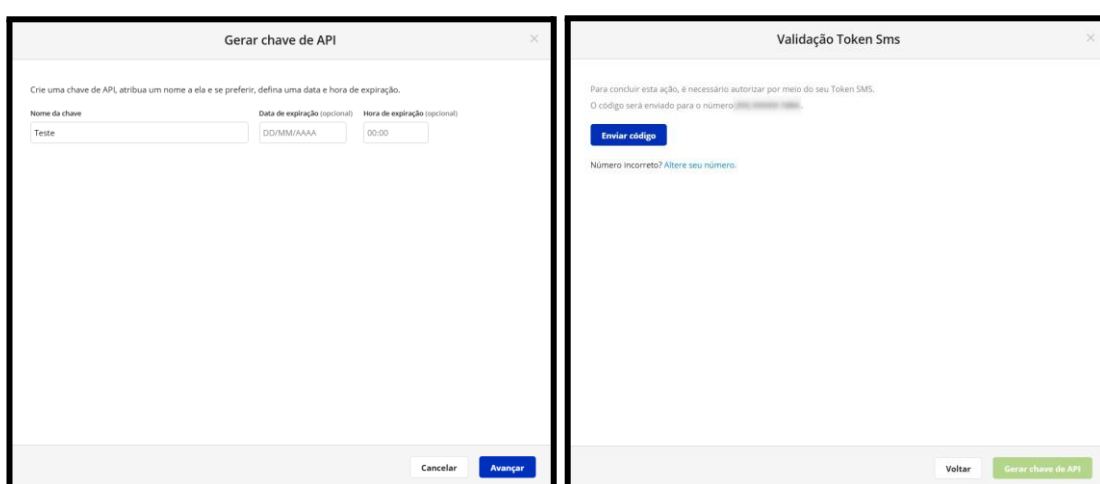 Gerar chave de API
Crie uma chave de API, atribua um nome a ela e se preferir, defina uma data e hora de expiração.
Nome da chave
Data de expiração (opcional)
Hora de expiração (opcional)
Teste
DD/MM/AAAA
00:00
Cancelar
Avançar
Validação Token Sms
Para concluir esta ação, é necessário autorizar por meio do seu Token SMS.
O código será enviado para o número
Enviar código
Número incorreto? Altere seu número.
Voltar
Gerar chave de API